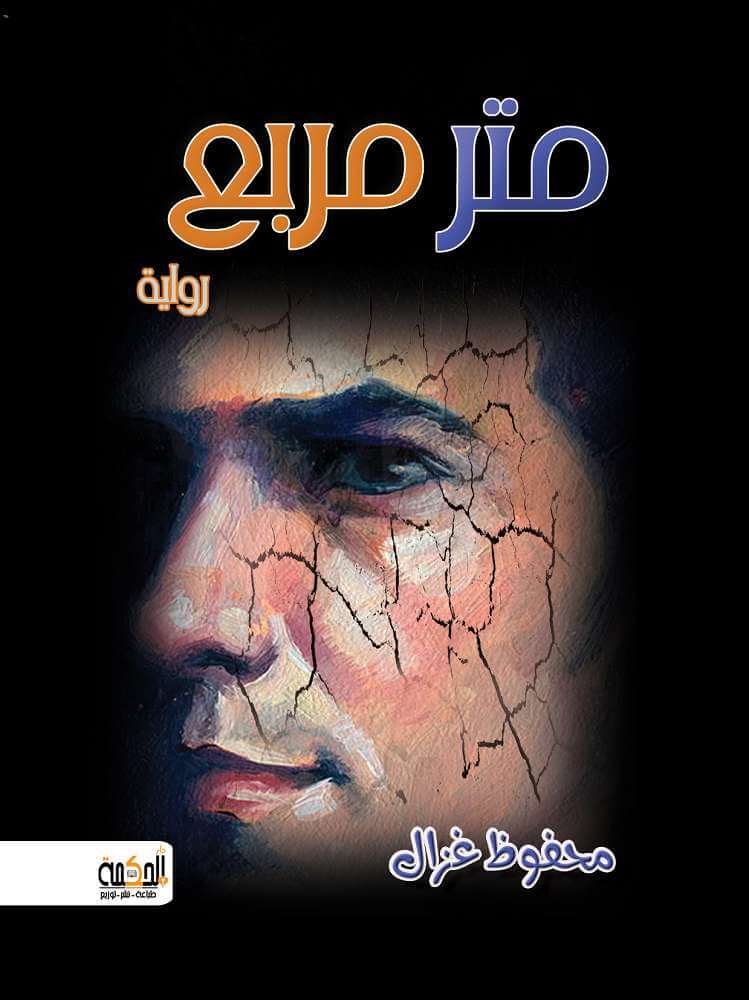 متر مربع
رواية
محفوظ غزال
دار
الحكمة
طباعة - نشر - توزيع